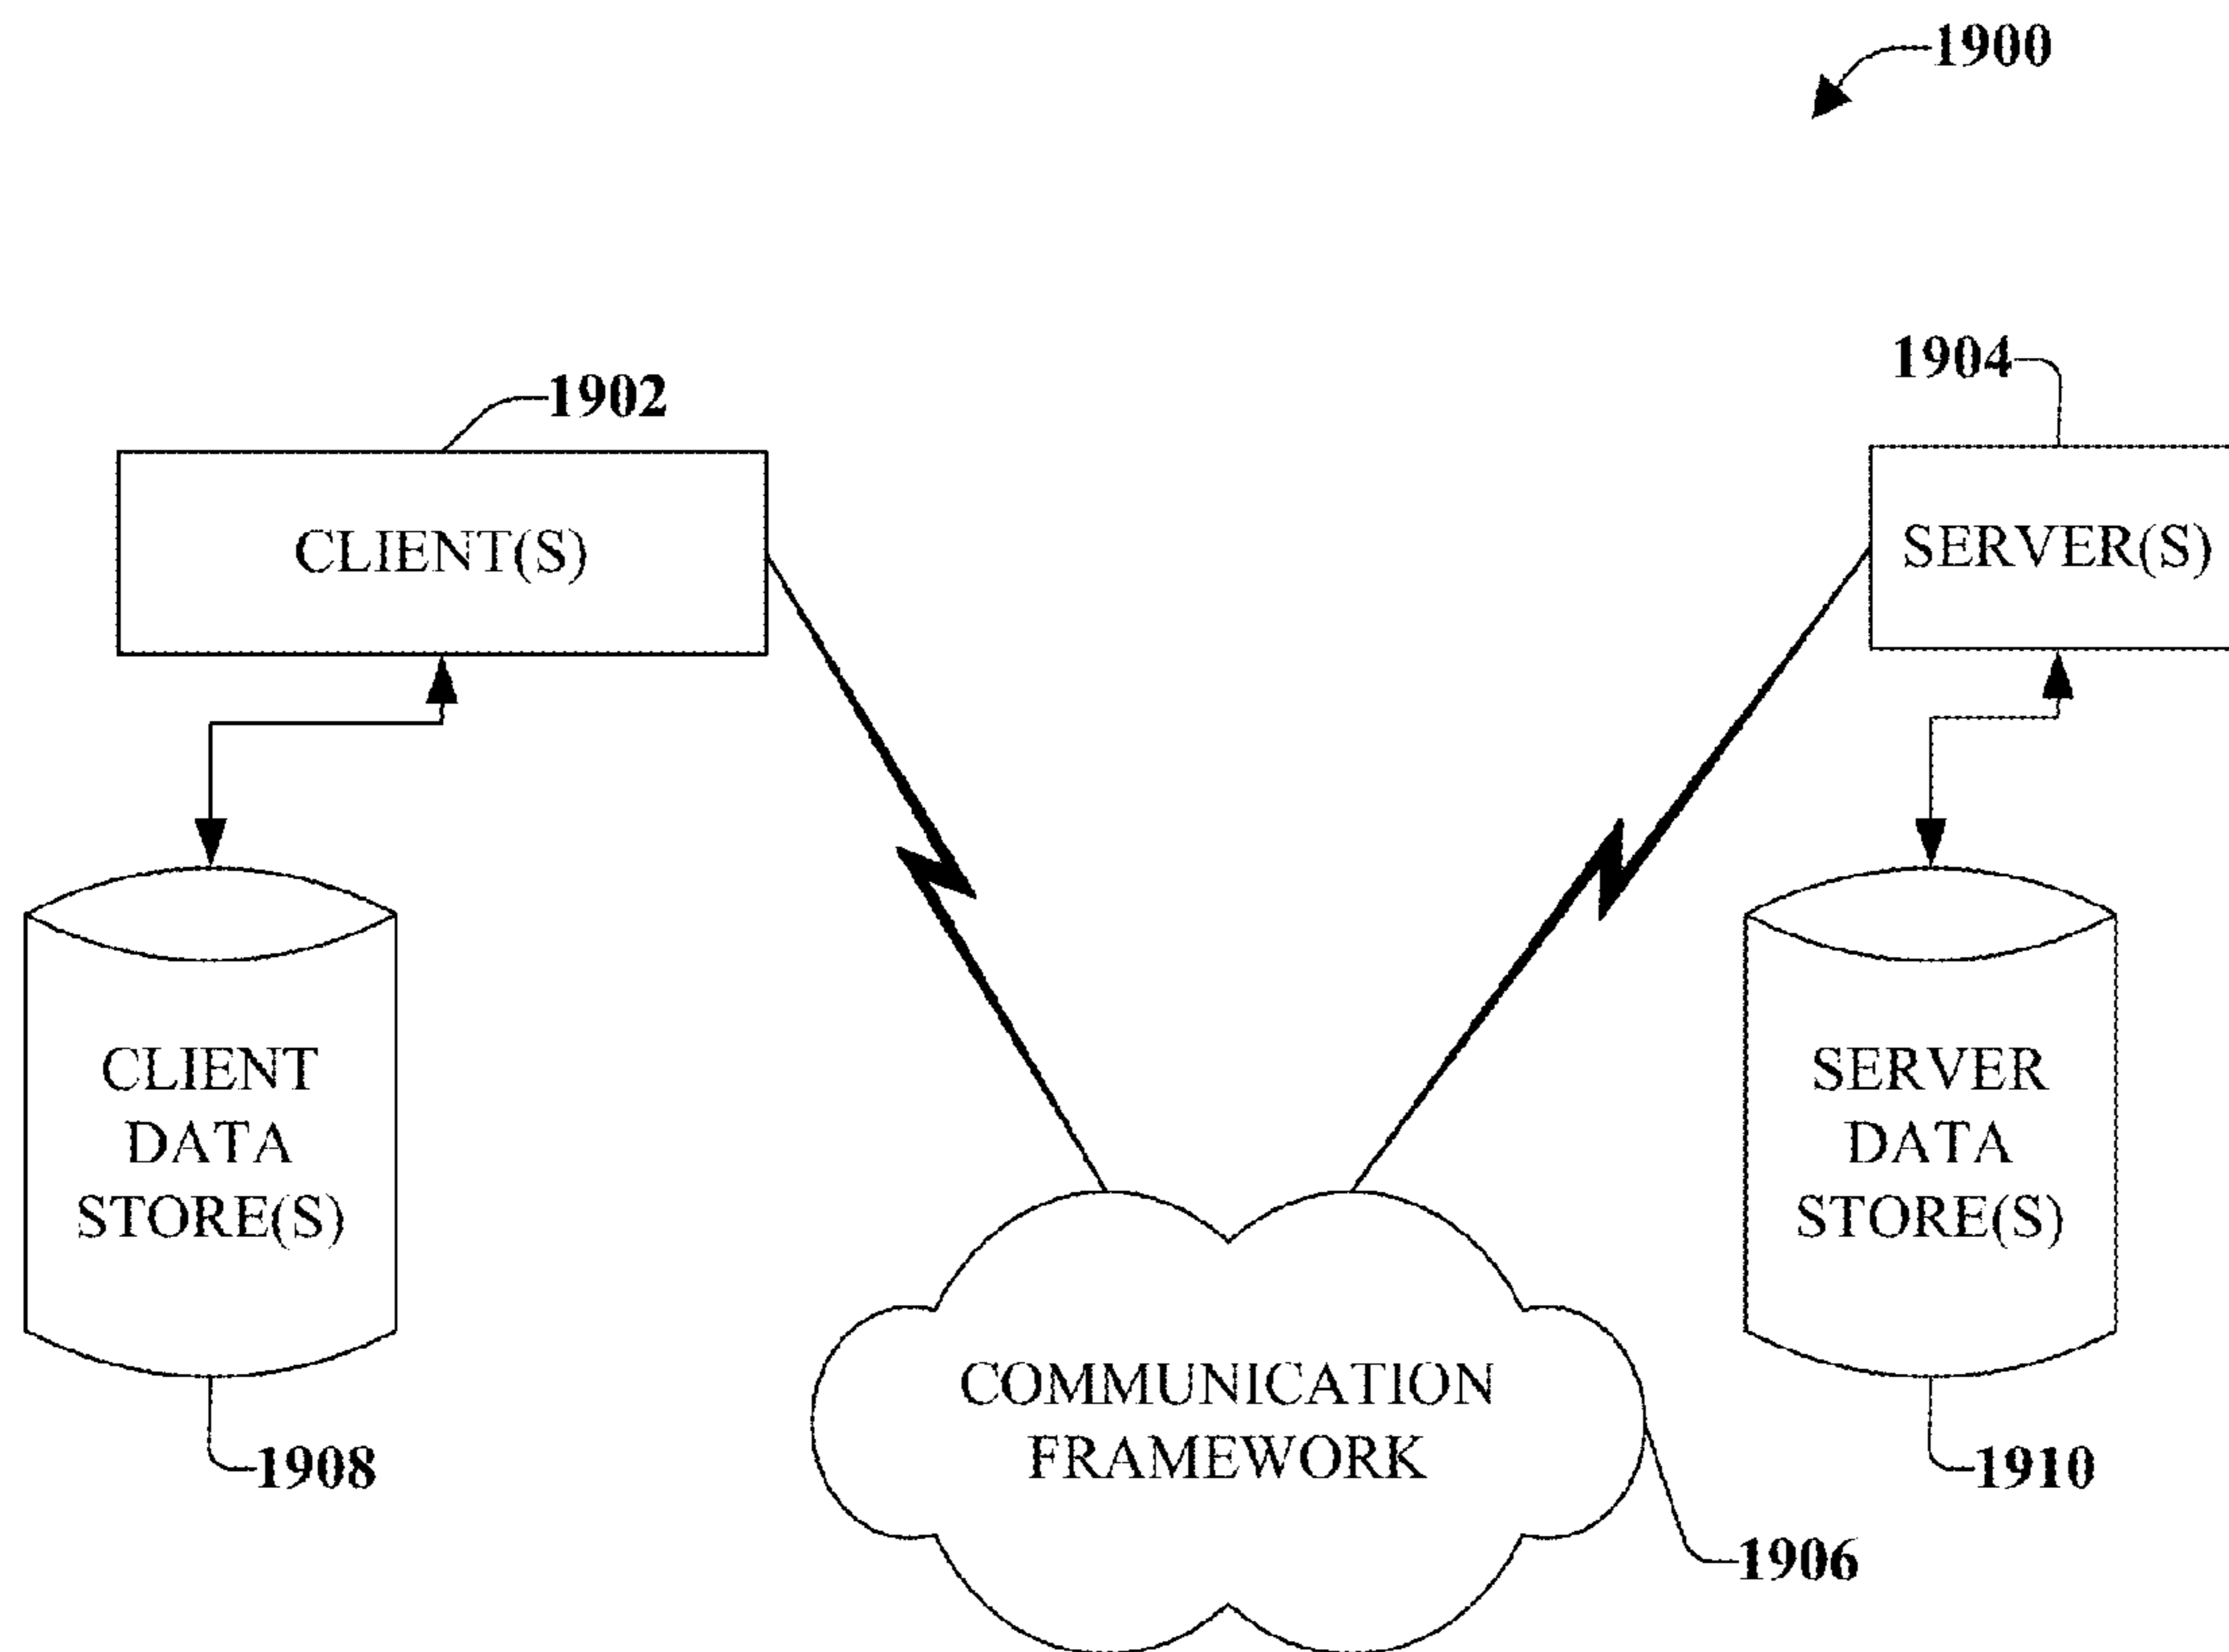 1900
1902
1904
CLIENT(S)
SERVER(S)
CLIENT
DATA
STORE(S)
SERVER
DATA
STORE(S)
COMMUNICATION
FRAMEWORK
1908
1910
1906